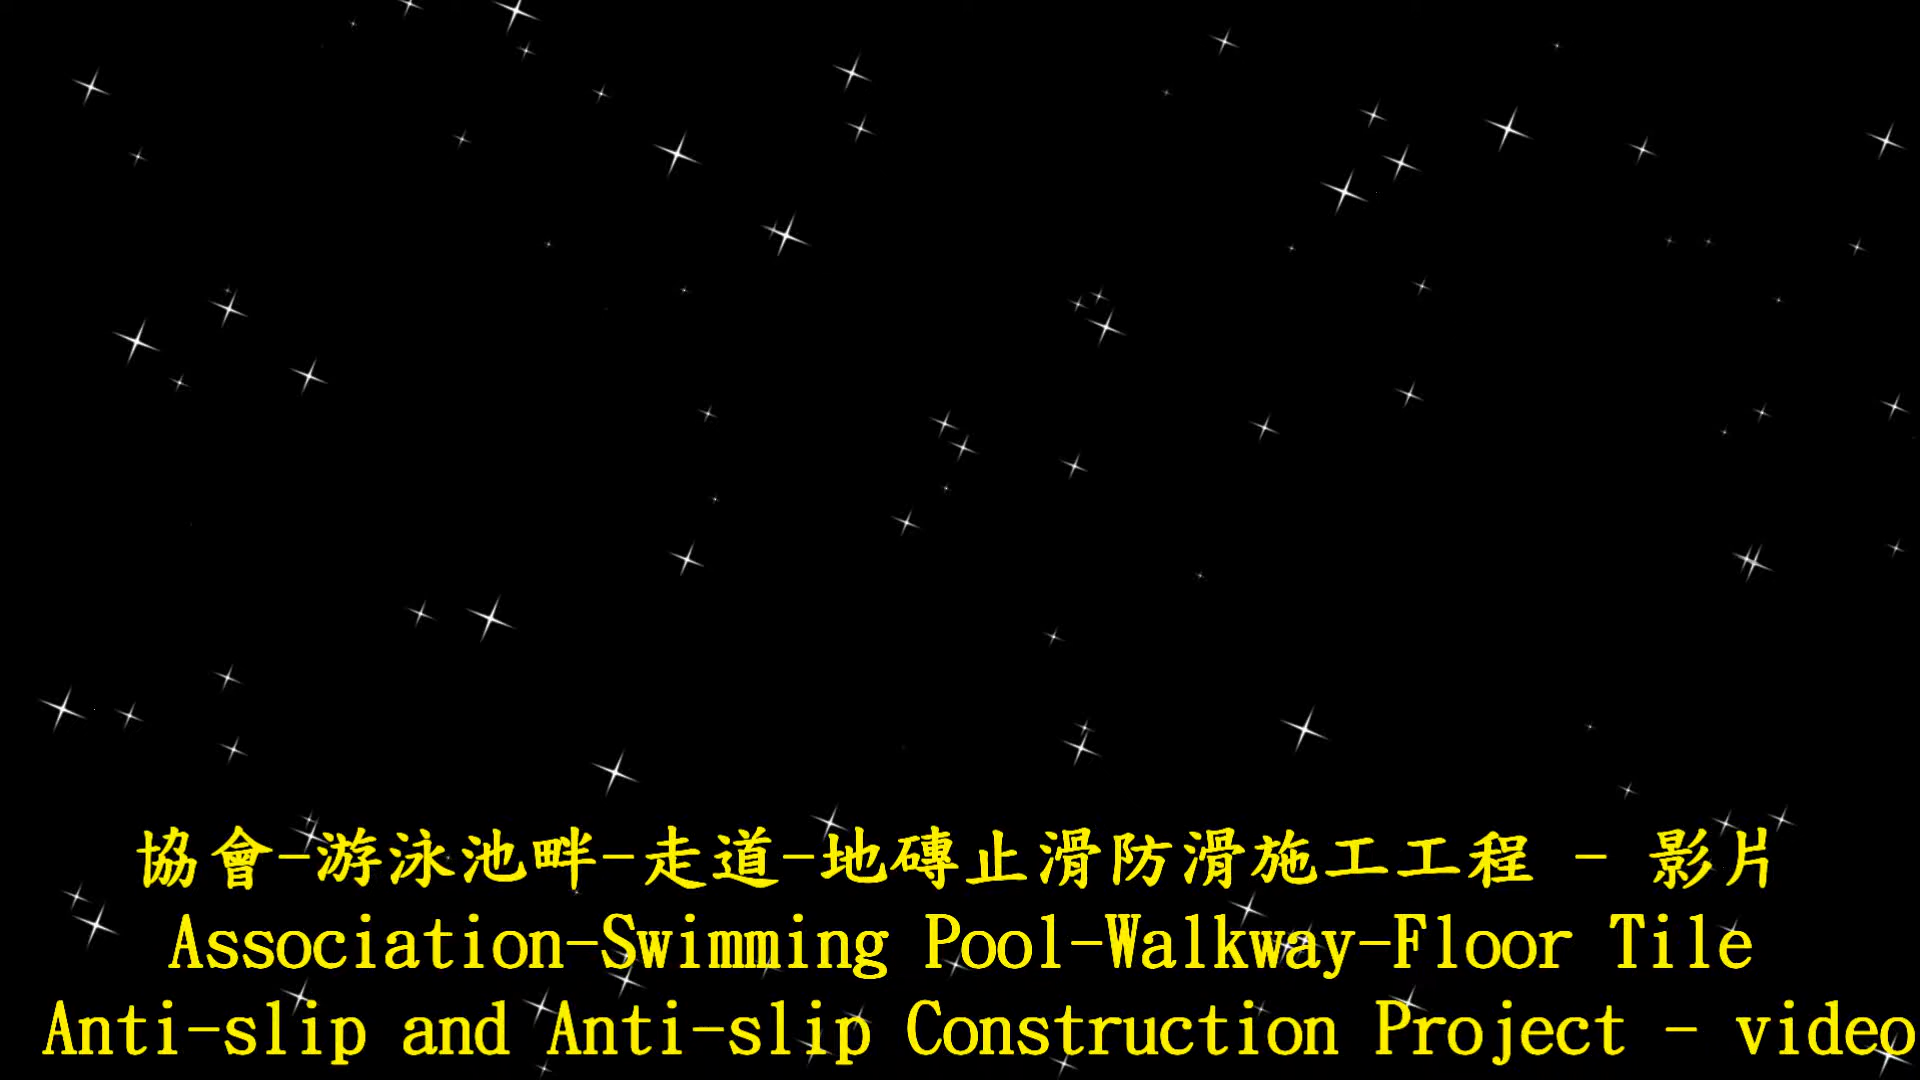 協會-游泳池畔-走道-地磚止滑防滑施工工程 - 影片
Association-Swimming Pool-Walkway-Floor Tile
Anti-slip and Anti-slip Construction Project - video